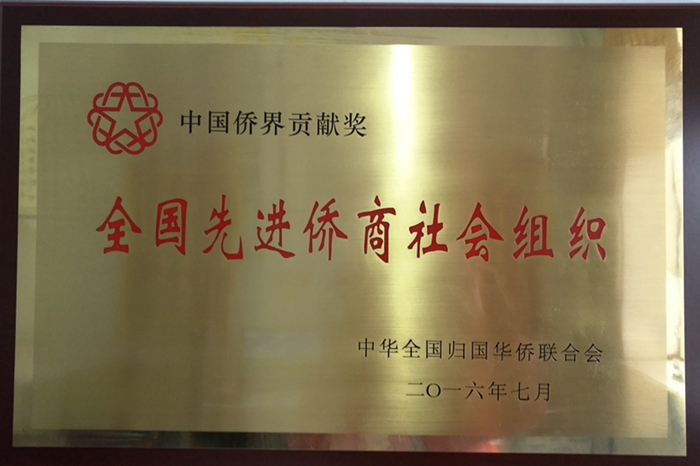 中国侨界贡献奖
全国先进侨商社会组织
中华全国归国华侨联合会
二〇一六年七月